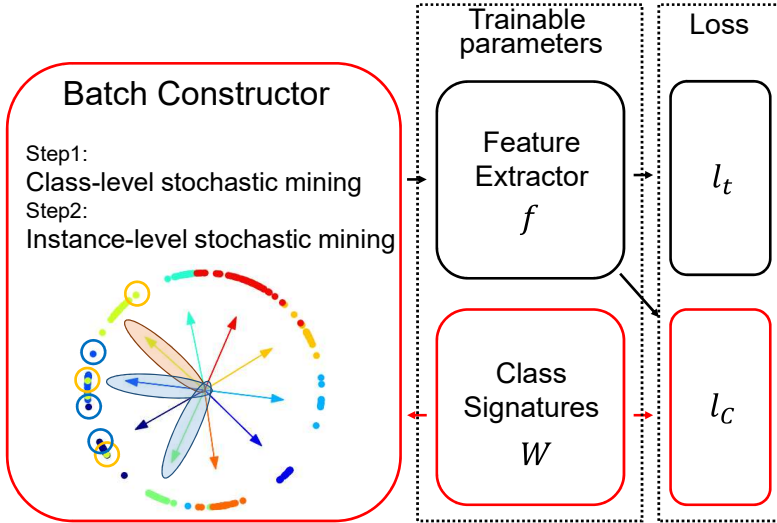 Batch Constructor
Step1:
Class-level stochastic mining
Step2:
Instance-level stochastic mining
Trainable
parameters
Feature
Extractor
f
Class
Signatures
W
Loss
l_t
l_C